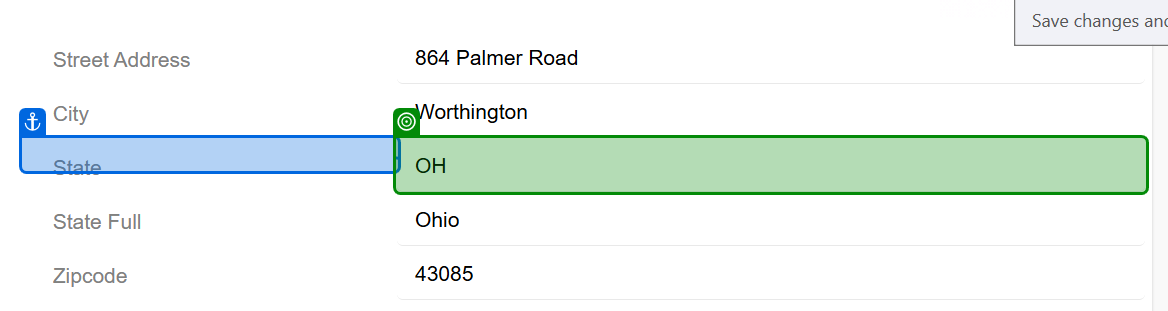 Save changes and
Street Address 864 Palmer Road
City Worthington
State OH
State Full Ohio
Zipcode 43085